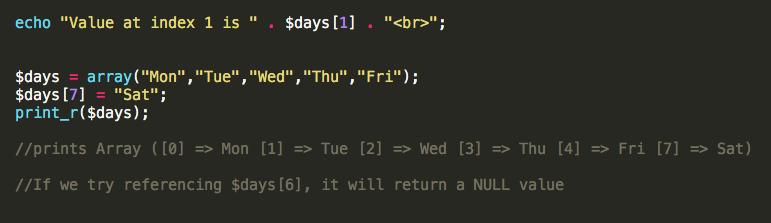 echo "Value at index 1 is " . $days[1] . "<br>";
$days = array("Mon","Tue","Wed","Thu","Fri");
$days[7] = "Sat";
print_r($days);
//prints Array ([0] => Mon [1] => Tue [2] => Wed [3] => Thu [4] => Fri [7] => Sat)
//If we try referencing $days[6], it will return a NULL value